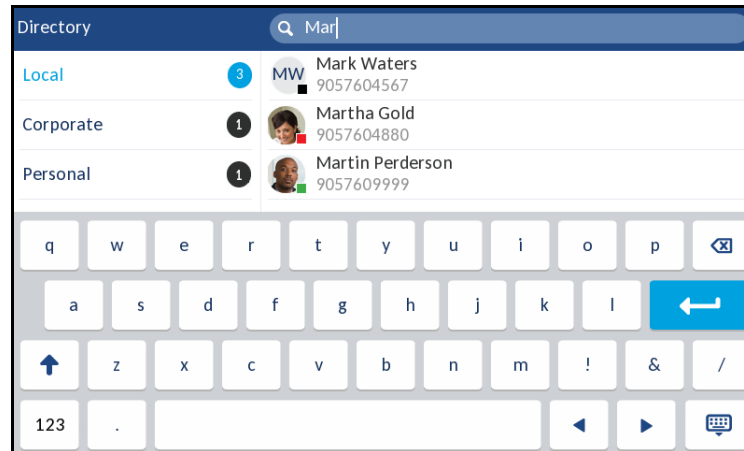 Directory
Mar
Local 3
Corporate 1
Personal 1
MW Mark Waters
9057604567
Martha Gold
9057604880
Martin Perderson
9057609999
q w e r t y u i o p
a s d f g h j k l
z x c v b n m ! & /
123 .